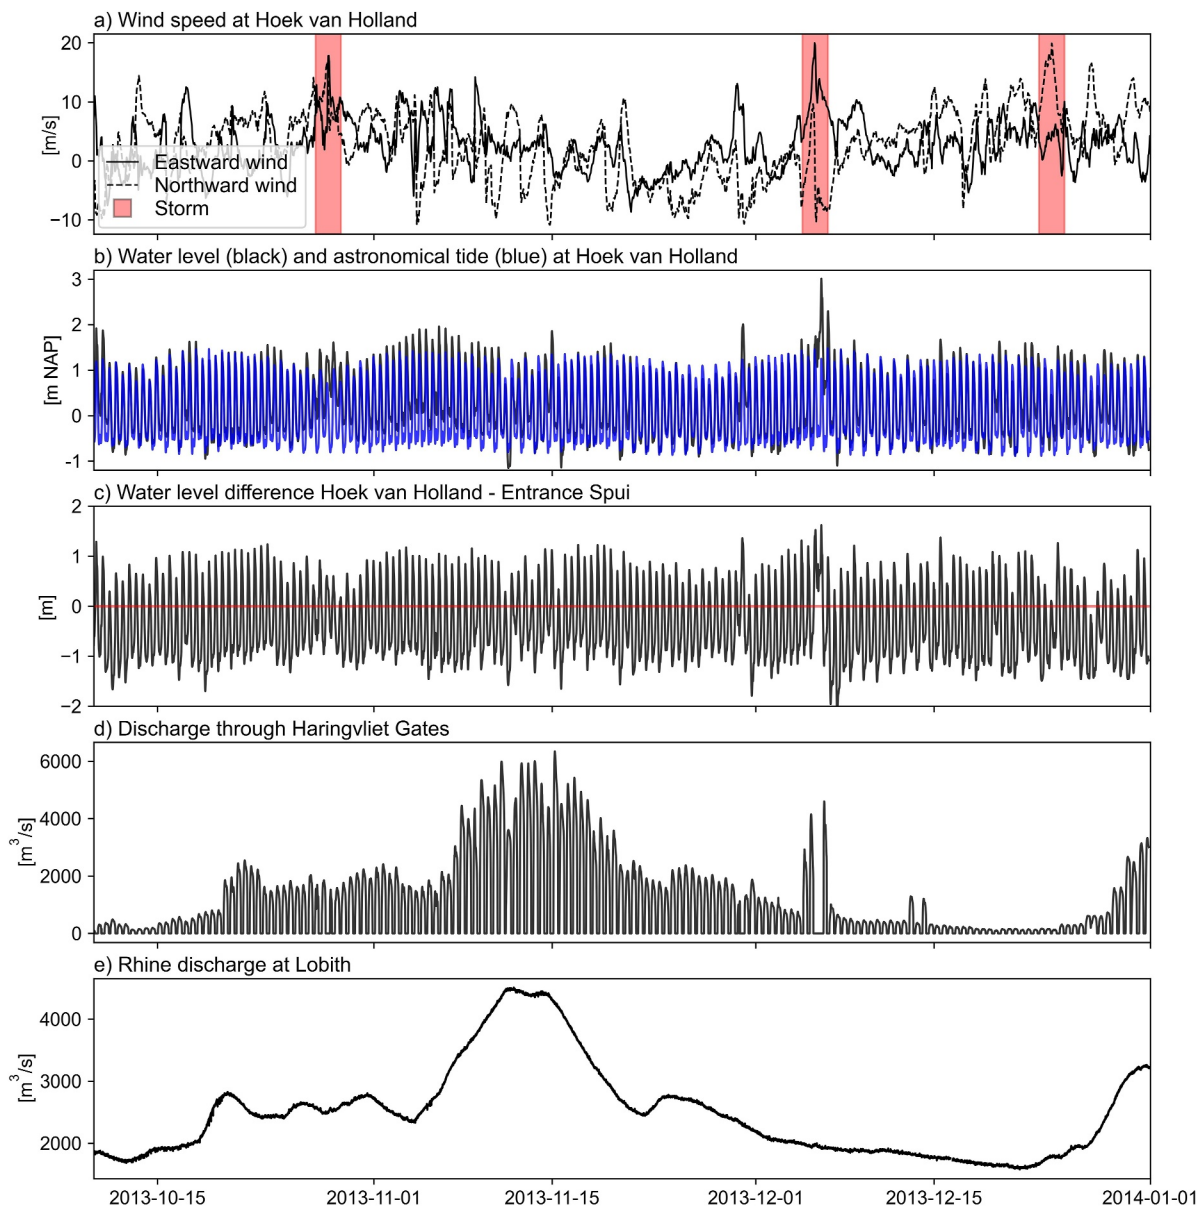 a) Wind speed at Hoek van Holland
20
10
0
−10
[m/s]
Eastward wind
Northward wind
Storm
b) Water level (black) and astronomical tide (blue) at Hoek van Holland
3
2
1
0
-1
[m NAP]
c) Water level difference Hoek van Holland - Entrance Spui
2
1
0
−1
−2
[m]
d) Discharge through Haringvliet Gates
6000
4000
2000
0
[m³/s]
e) Rhine discharge at Lobith
4000
3000
2000
[m³/s]
2013-10-15 2013-11-01 2013-11-15 2013-12-01 2013-12-15 2014-01-01